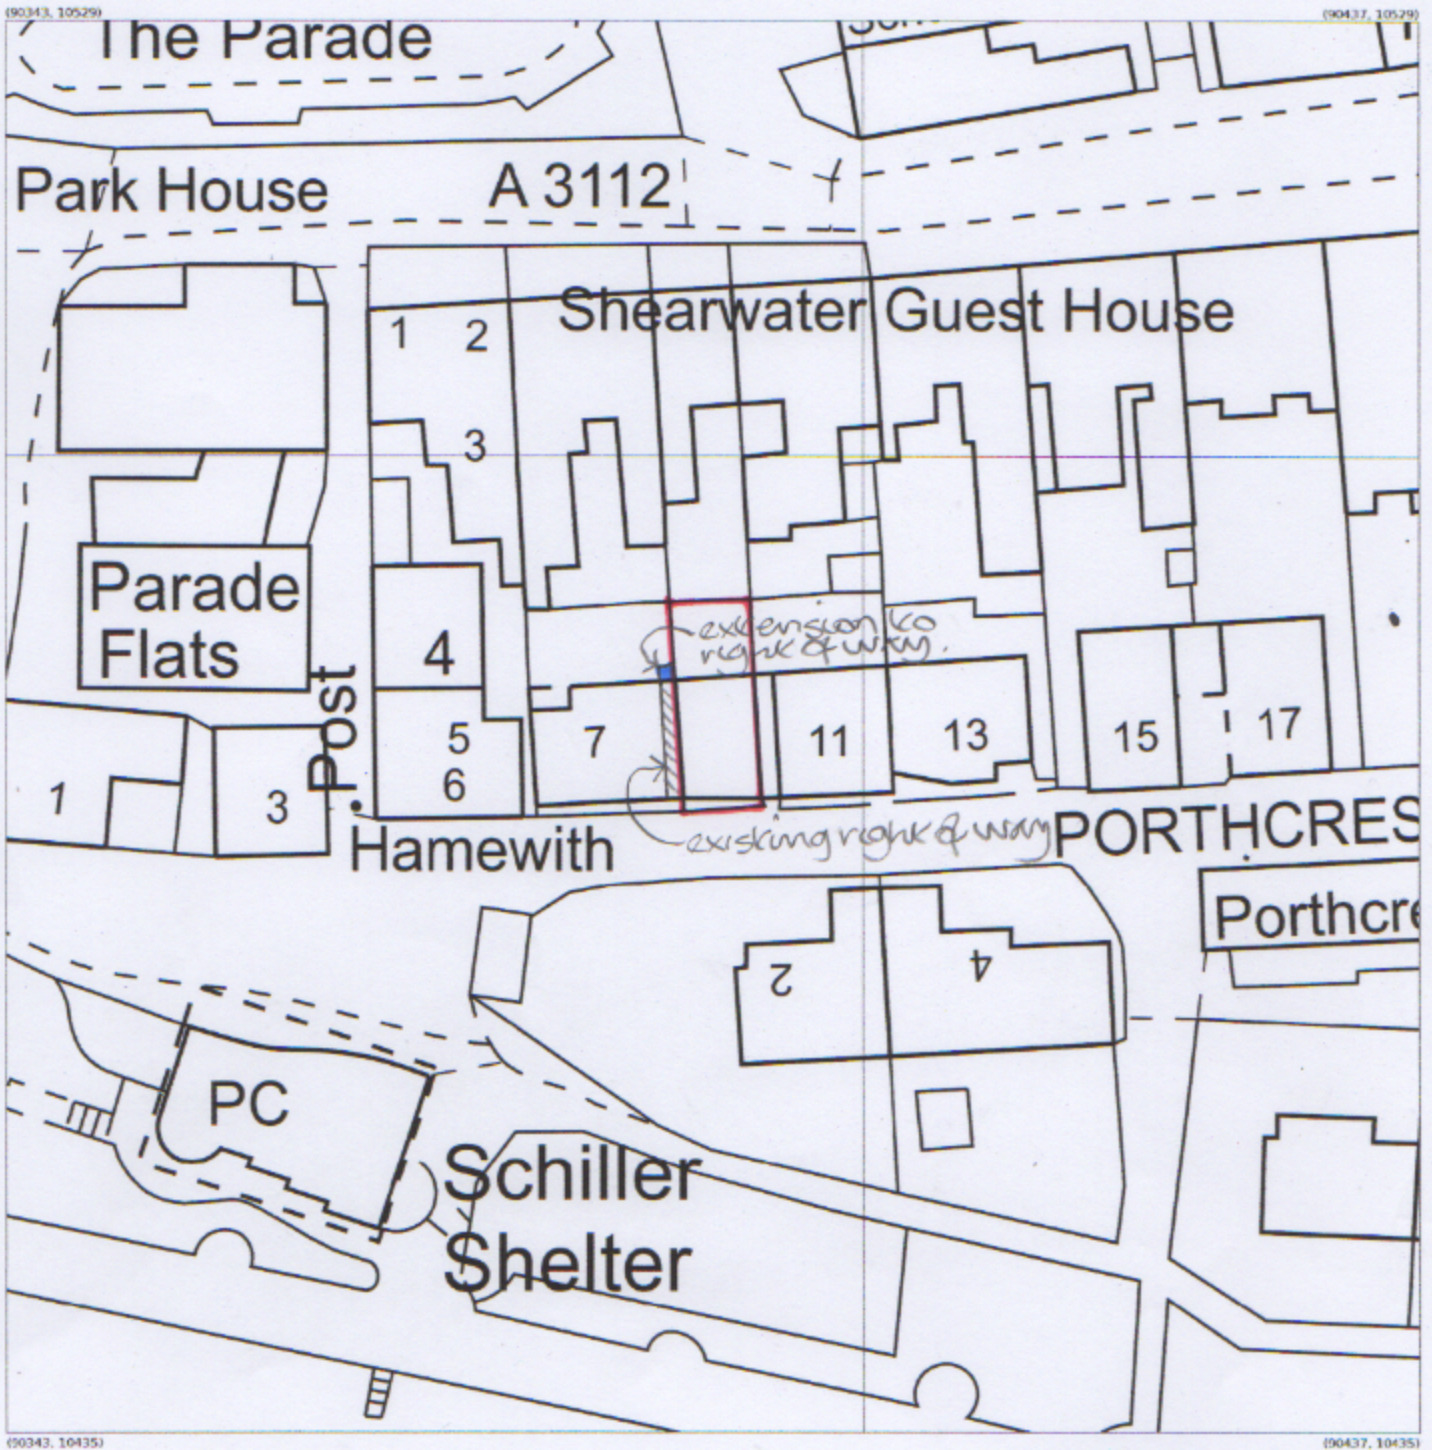 (90343, 10529)
(90437, 10529)
The Parade
Park House
A 3112
Shearwater Guest House
1
2
3
Parade
Flats
4
extension to
right of way.
Post
5
6
7
11
13
15
17
1
3
Hamewith
existing right of way
PORTHCRES
Porthcre
2
4
PC
Schiller
Shelter
(90343, 10435)
(90437, 10435)